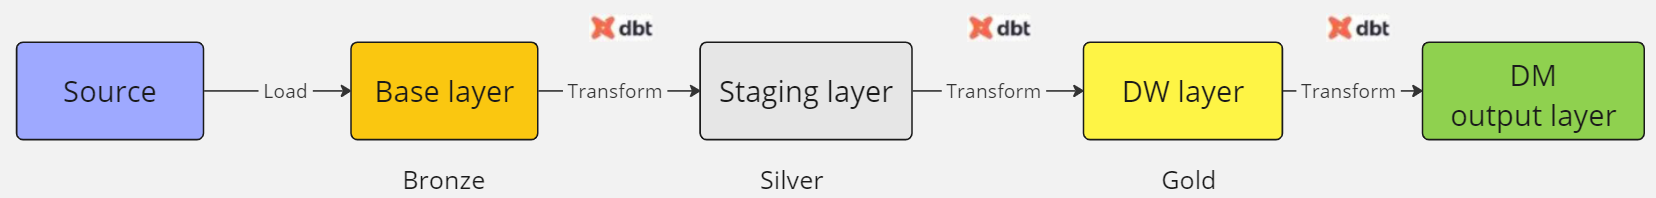 dbt
dbt
dbt
Source
Load
Base layer
Transform
Staging layer
Transform
DW layer
Transform
DM
output layer
Bronze
Silver
Gold